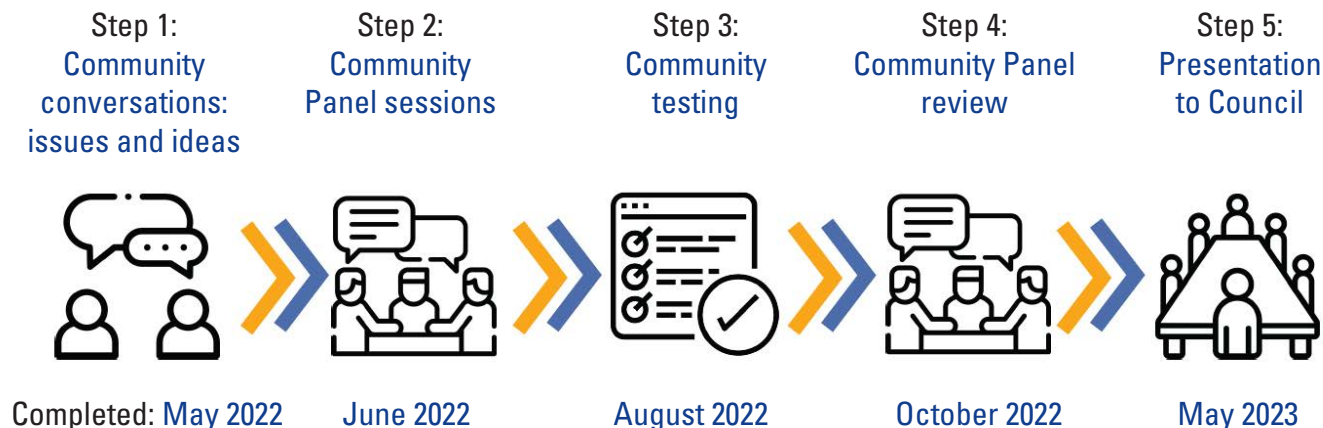 Step 1:
Community
conversations:
issues and ideas
Step 2:
Community
Panel sessions
Step 3:
Community
testing
Step 4:
Community Panel
review
Step 5:
Presentation
to Council
Completed: May 2022
June 2022
August 2022
October 2022
May 2023